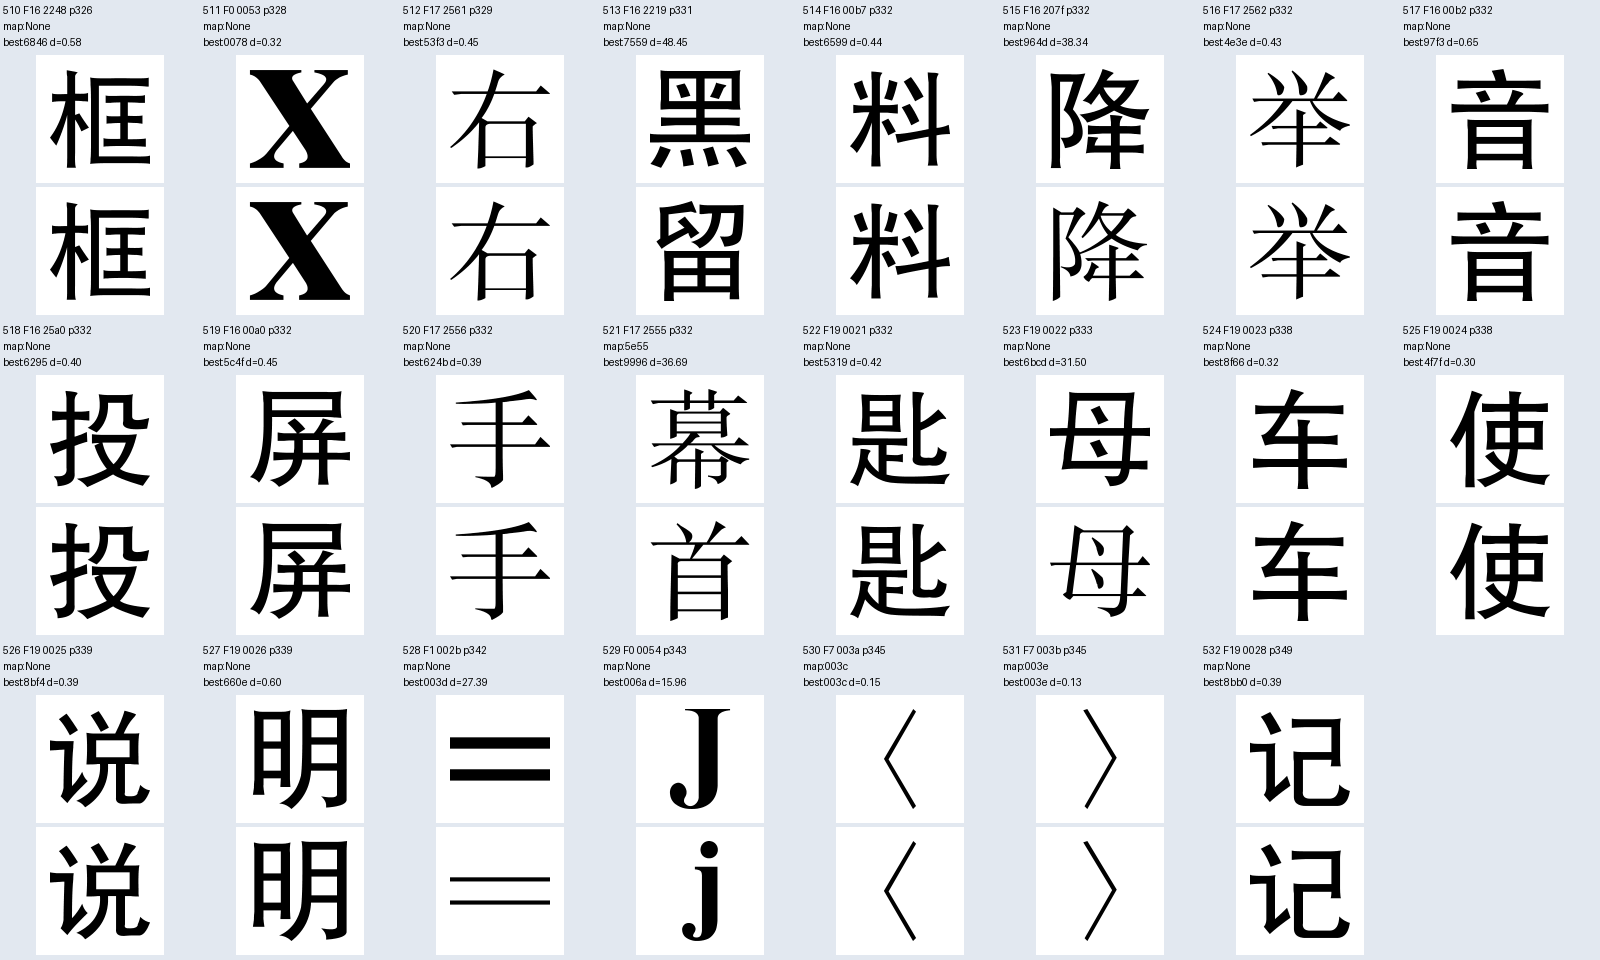 510 F16 2248 p326 511 F0 0053 p328 512 F17 2561 p329 513 F16 2219 p331 514 F16 00b7 p332 515 F16 207f p332 516 F17 2562 p332 517 F16 00b2 p332
map:None map:None map:None map:None map:None map:None map:None map:None
best6846 d=0.58 best0078 d=0.32 best53f3 d=0.45 best7559 d=48.45 best6599 d=0.44 best964d d=38.34 best4e3e d=0.43 best97f3 d=0.65
框 X 右 黑 料 降 举 音
框 X 右 留 料 降 举 音
518 F16 25a0 p332 519 F16 00a0 p332 520 F17 2556 p332 521 F17 2555 p332 522 F19 0021 p332 523 F19 0022 p333 524 F19 0023 p338 525 F19 0024 p338
map:None map:None map:None map:5e55 map:None map:None map:None map:None
best6295 d=0.40 best5c4f d=0.45 best624b d=0.39 best9996 d=36.69 best5319 d=0.42 best6bcd d=31.50 best8f66 d=0.32 best4f7f d=0.30
投 屏 手 幕 匙 母 车 使
投 屏 手 首 匙 母 车 使
526 F19 0025 p339 527 F19 0026 p339 528 F1 002b p342 529 F0 0054 p343 530 F7 003a p345 531 F7 003b p345 532 F19 0028 p349
map:None map:None map:None map:None map:003c map:003e map:None
best8bf4 d=0.39 best660e d=0.60 best003d d=27.39 best006a d=15.96 best003c d=0.15 best003e d=0.13 best8bb0 d=0.39
说 明 = J 〈 〉 记
说 明 = j 〈 〉 记